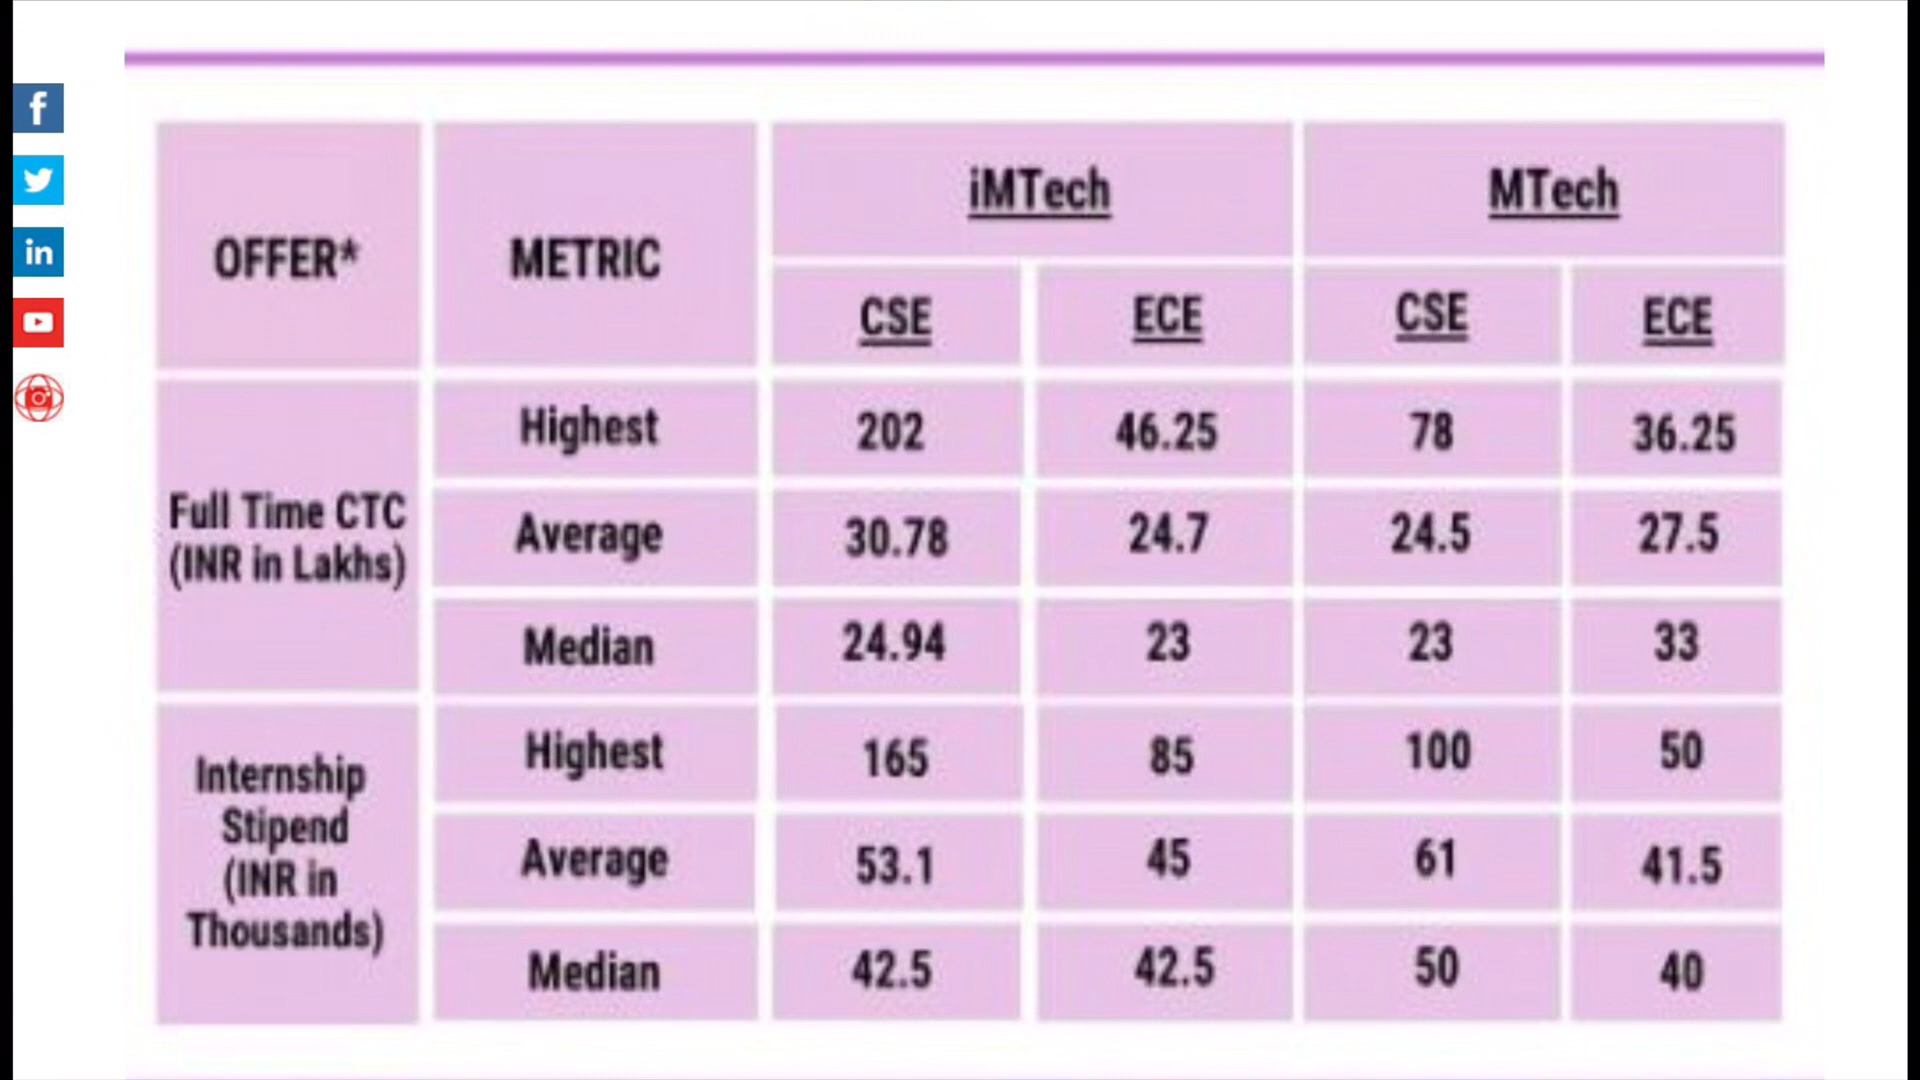 iMTech MTech
OFFER* METRIC
CSE ECE CSE ECE
Highest 202 46.25 78 36.25
Full Time CTC
(INR in Lakhs)
Average 30.78 24.7 24.5 27.5
Median 24.94 23 23 33
Highest 165 85 100 50
Internship
Stipend
(INR in
Thousands)
Average 53.1 45 61 41.5
Median 42.5 42.5 50 40
f
in